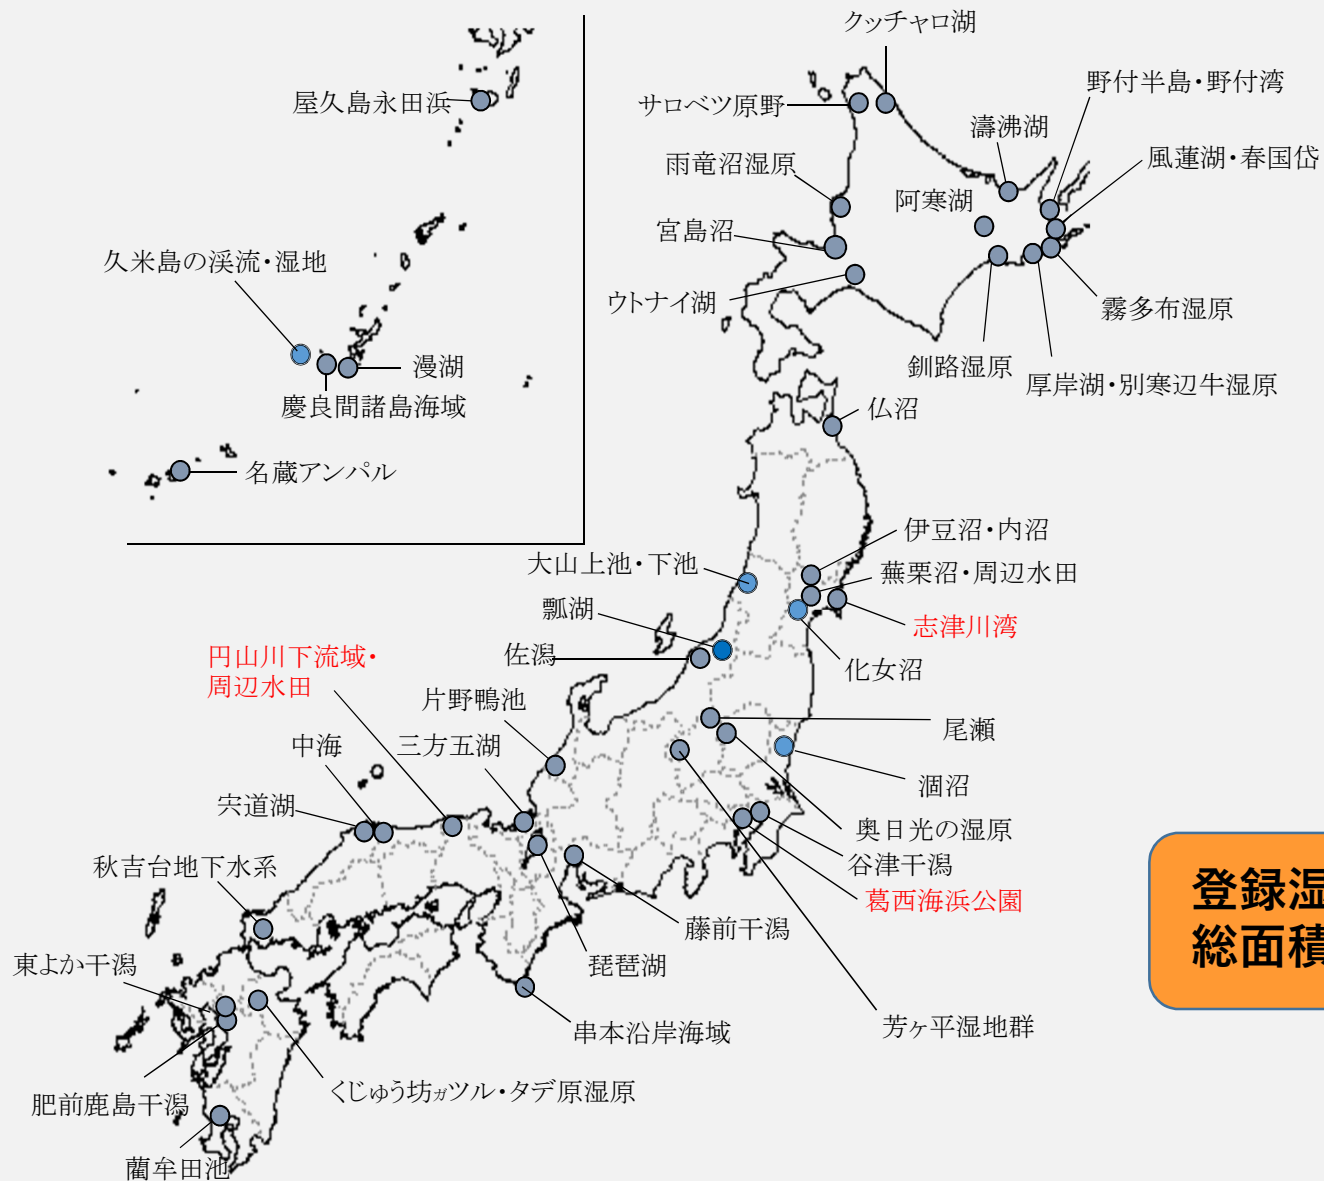 クッチャロ湖
サロベツ原野
野付半島・野付湾
濤沸湖
風蓮湖・春国岱
雨竜沼湿原
阿寒湖
宮島沼
ウトナイ湖
霧多布湿原
釧路湿原
厚岸湖・別寒辺牛湿原
屋久島永田浜
久米島の渓流・湿地
漫湖
慶良間諸島海域
名蔵アンパル
仏沼
伊豆沼・内沼
大山上池・下池
蕪栗沼・周辺水田
瓢湖
志津川湾
佐潟
化女沼
円山川下流域・
周辺水田
片野鴨池
尾瀬
中海
三方五湖
涸沼
宍道湖
奥日光の湿原
秋吉台地下水系
谷津干潟
葛西海浜公園
藤前干潟
琵琶湖
東よか干潟
串本沿岸海域
芳ヶ平湿地群
くじゅう坊ガツル・タデ原湿原
肥前鹿島干潟
藺牟田池
登録湿
総面積